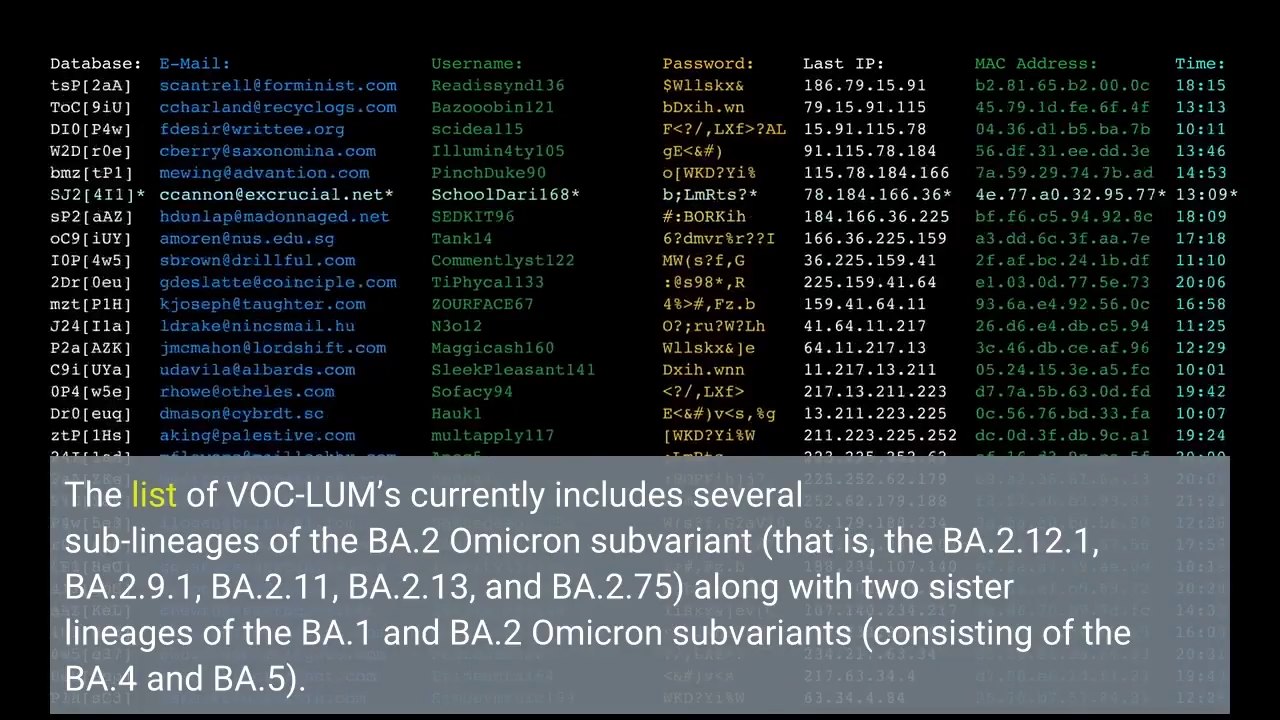 Database: E-Mail: Username: Password: Last IP: MAC Address: Time:
tsP[2aA] scantrell@forminist.com Readissynd136 $Wllskx& 186.79.15.91 b2.81.65.b2.00.0c 18:15
ToC[9iU] ccharland@recyclogs.com Bazooobin121 bDxih.wn 79.15.91.115 45.79.1d.fe.6f.4f 13:13
DI0[P4w] fdesir@writtee.org scidea115 F<?/,LXf>?AL 15.91.115.78 04.36.d1.b5.ba.7b 10:11
W2D[r0e] cberry@saxonomina.com Illumin4ty105 gE<&#) 91.115.78.184 56.df.31.ee.dd.3e 13:46
bmz[tP1] mewing@advantion.com PinchDuke90 o[WKD?Yi% 115.78.184.166 7a.59.29.74.7b.ad 14:53
SJ2[4I1]* ccannon@excrucial.net* SchoolDari168* b;LmRts?* 78.184.166.36* 4e.77.a0.32.95.77* 13:09*
sP2[aAZ] hdunlap@madonnaged.net SEDKIT96 #:BORKih 184.166.36.225 bf.f6.c5.94.92.8c 18:09
oC9[iUY] amoren@nus.edu.sg Tank14 6?dmvr%r??I 166.36.225.159 a3.dd.6c.3f.aa.7e 17:18
I0P[4w5] sbrown@drillful.com Commentlyst122 MW(s?f,G 36.225.159.41 2f.af.bc.24.1b.df 11:10
2Dr[0eu] gdeslatte@coinciple.com TiPhycal133 :@s98*,R 225.159.41.64 e1.03.0d.77.5e.73 20:06
mzt[P1H] kjoseph@taughter.com ZOURFACE67 4%>#,Fz.b 159.41.64.11 93.6a.e4.92.56.0c 16:58
J24[I1a] ldrake@nincsmail.hu N3o12 O?;ru?W?Lh 41.64.11.217 26.d6.e4.db.c5.94 11:25
P2a[AZK] jmcmahon@lordshift.com Maggicash160 Wllskx&]e 64.11.217.13 3c.46.db.ce.af.96 12:29
C9i[UYa] udavila@albards.com SleekPleasant141 Dxih.wnn 11.217.13.211 05.24.15.3e.a5.fc 10:01
0P4[w5e] rhowe@otheles.com Sofacy94 <?/,LXf> 217.13.211.223 d7.7a.5b.63.0d.fd 19:42
Dr0[euq] dmason@cybrdt.sc Hauk1 E<&#)v<s,%g 13.211.223.225 0c.56.76.bd.33.fa 10:07
ztP[1Hs] aking@palestive.com multapply117 [WKD?Yi%W 211.223.225.252 dc.0d.3f.db.9c.a1 19:24
The list of VOC-LUM’s currently includes several
sub-lineages of the BA.2 Omicron subvariant (that is, the BA.2.12.1,
BA.2.9.1, BA.2.11, BA.2.13, and BA.2.75) along with two sister
lineages of the BA.1 and BA.2 Omicron subvariants (consisting of the
BA.4 and BA.5).